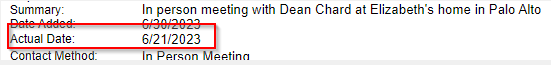 Summary: In person meeting with Dean Chard at Elizabeth's home in Palo Alto
Date Added: 6/30/2023
Actual Date: 6/21/2023
Contact Method: In Person Meeting